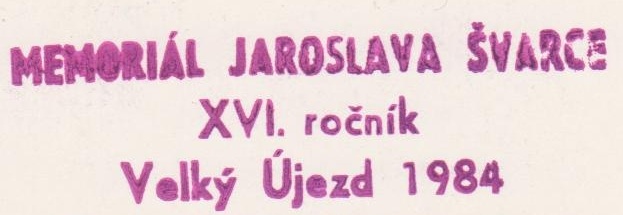 MEMORIÁL JAROSLAVA ŠVARCE
XVI. ročník
Velký Újezd 1984